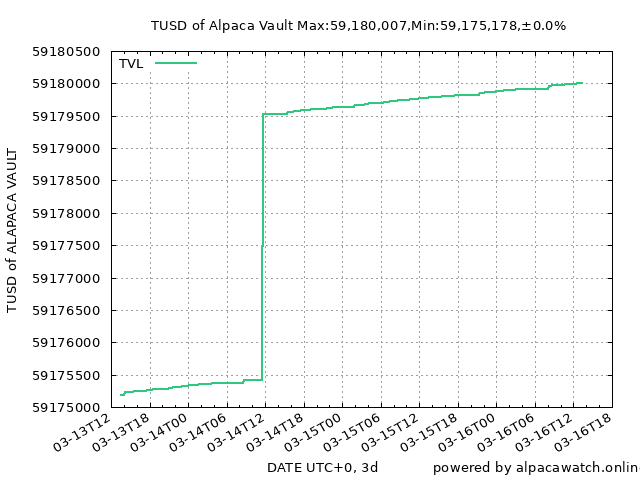 TUSD of Alpaca Vault Max:59,180,007,Min:59,175,178,±0.0%
TVL
59180500
59180000
59179500
59179000
59178500
59178000
59177500
59177000
59176500
59176000
59175500
59175000
TUSD of ALAPACA VAULT
03-13T12
03-13T18
03-14T00
03-14T06
03-14T12
03-14T18
03-15T00
03-15T06
03-15T12
03-15T18
03-16T00
03-16T06
03-16T12
03-16T18
DATE UTC+0, 3d
powered by alpacawatch.onlin